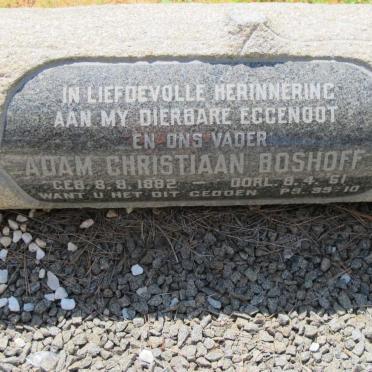 IN LIEFDEVOLLE HERINNERING
AAN MY DIERBARE EGGENOOT
EN ONS VADER
ADAM CHRISTIAAN BOSHOFF
GEB. 8. 9. 1882 — OORL. 8. 4. 61
WANT U HET DIT GEDOEN. PS. 39: 10